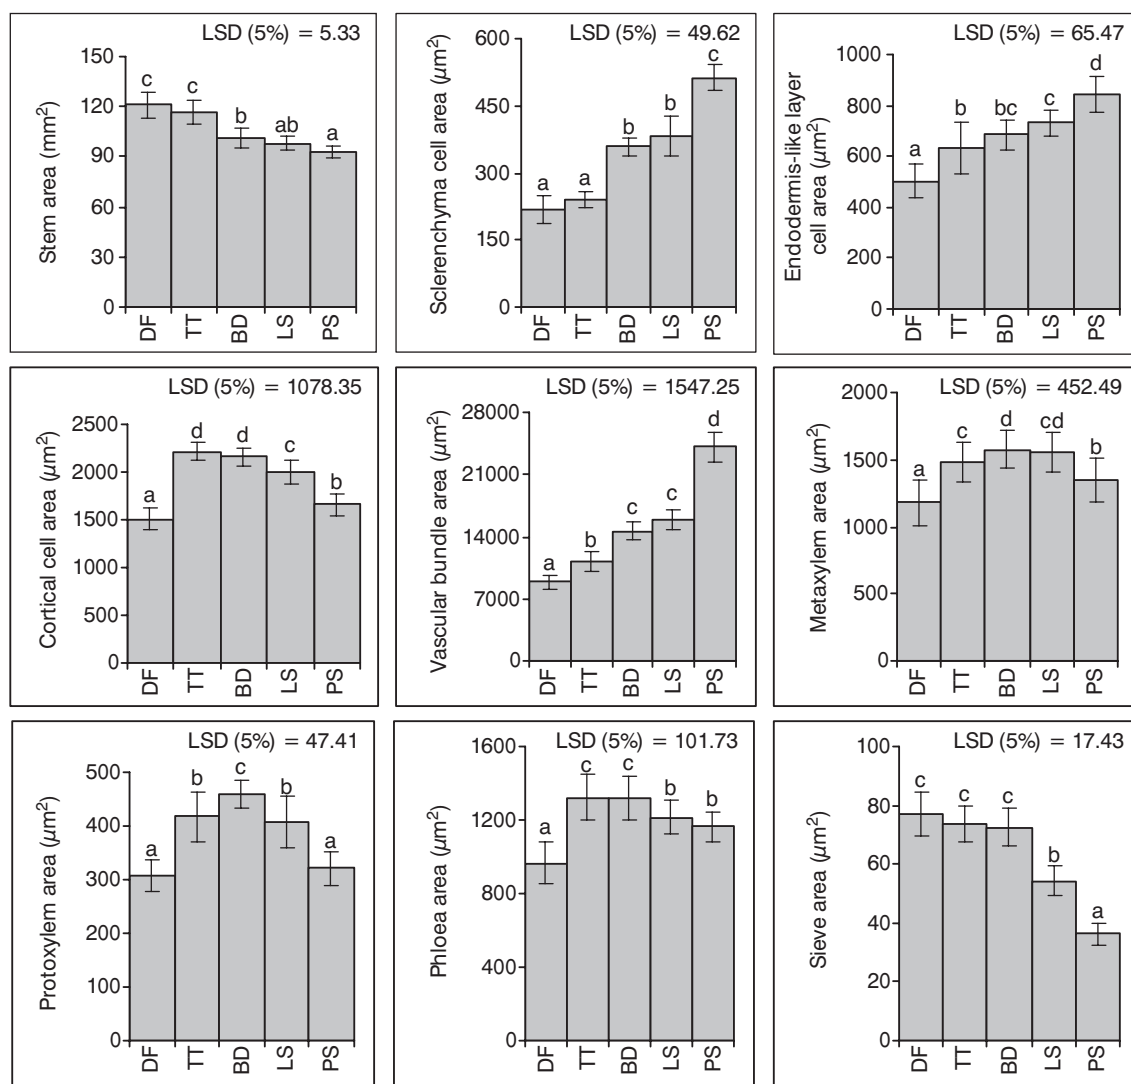 LSD (5%) = 5.33
Stem area (mm²)
150
120
90
60
30
0
c
c
b
ab
a
DF
TT
BD
LS
PS
LSD (5%) = 49.62
Sclerenchyma cell area (μm²)
600
450
300
150
0
a
a
b
b
c
DF
TT
BD
LS
PS
LSD (5%) = 65.47
Endodermis-like layer
cell area (μm²)
1000
800
600
400
200
0
a
b
bc
c
d
DF
TT
BD
LS
PS
LSD (5%) = 1078.35
Cortical cell area (μm²)
2500
2000
1500
1000
500
0
a
d
d
c
b
DF
TT
BD
LS
PS
LSD (5%) = 1547.25
Vascular bundle area (μm²)
28000
21000
14000
7000
0
a
b
c
c
d
DF
TT
BD
LS
PS
LSD (5%) = 452.49
Metaxylem area (μm²)
2000
1500
1000
500
0
a
c
d
cd
b
DF
TT
BD
LS
PS
LSD (5%) = 47.41
Protoxylem area (μm²)
500
400
300
200
100
0
a
b
c
b
a
DF
TT
BD
LS
PS
LSD (5%) = 101.73
Phloea area (μm²)
1600
1200
800
400
0
a
c
c
b
b
DF
TT
BD
LS
PS
LSD (5%) = 17.43
Sieve area (μm²)
100
80
60
40
20
0
c
c
c
b
a
DF
TT
BD
LS
PS